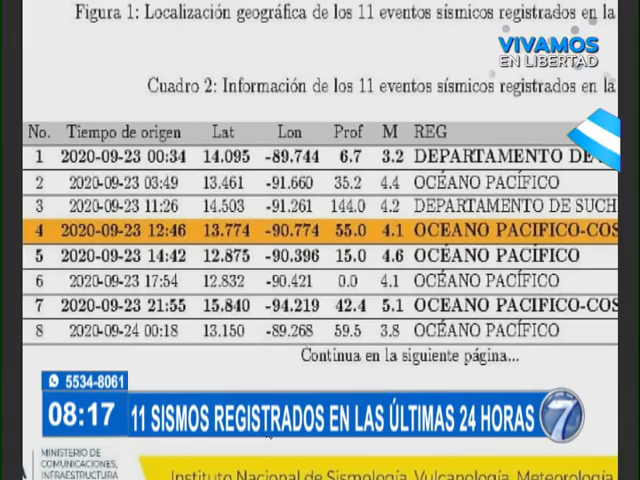 Figura 1: Localización geográfica de los 11 eventos sísmicos registrados en la
VIVAMOS
EN LIBERTAD
Cuadro 2: Información de los 11 eventos sísmicos registrados en la
No. Tiempo de origen Lat Lon Prof M REG
1 2020-09-23 00:34 14.095 -89.744 6.7 3.2 DEPARTAMENTO DE
2 2020-09-23 03:49 13.461 -91.660 35.2 4.4 OCÉANO PACÍFICO
3 2020-09-23 11:26 14.503 -91.261 144.0 4.2 DEPARTAMENTO DE SUCH
4 2020-09-23 12:46 13.774 -90.774 55.0 4.1 OCEANO PACIFICO-COS
5 2020-09-23 14:42 12.875 -90.396 15.0 4.6 OCÉANO PACÍFICO
6 2020-09-23 17:54 12.832 -90.421 0.0 4.1 OCÉANO PACÍFICO
7 2020-09-23 21:55 15.840 -94.219 42.4 5.1 OCEANO PACIFICO-COS
8 2020-09-24 00:18 13.150 -89.268 59.5 3.8 OCÉANO PACÍFICO
Continua en la siguiente página...
5534-8061
08:17 11 SISMOS REGISTRADOS EN LAS ÚLTIMAS 24 HORAS 7
MINISTERIO DE
COMUNICACIONES,
INFRAESTRUCTURA
Instituto Nacional de Sismología, Vulcanología, Meteorología